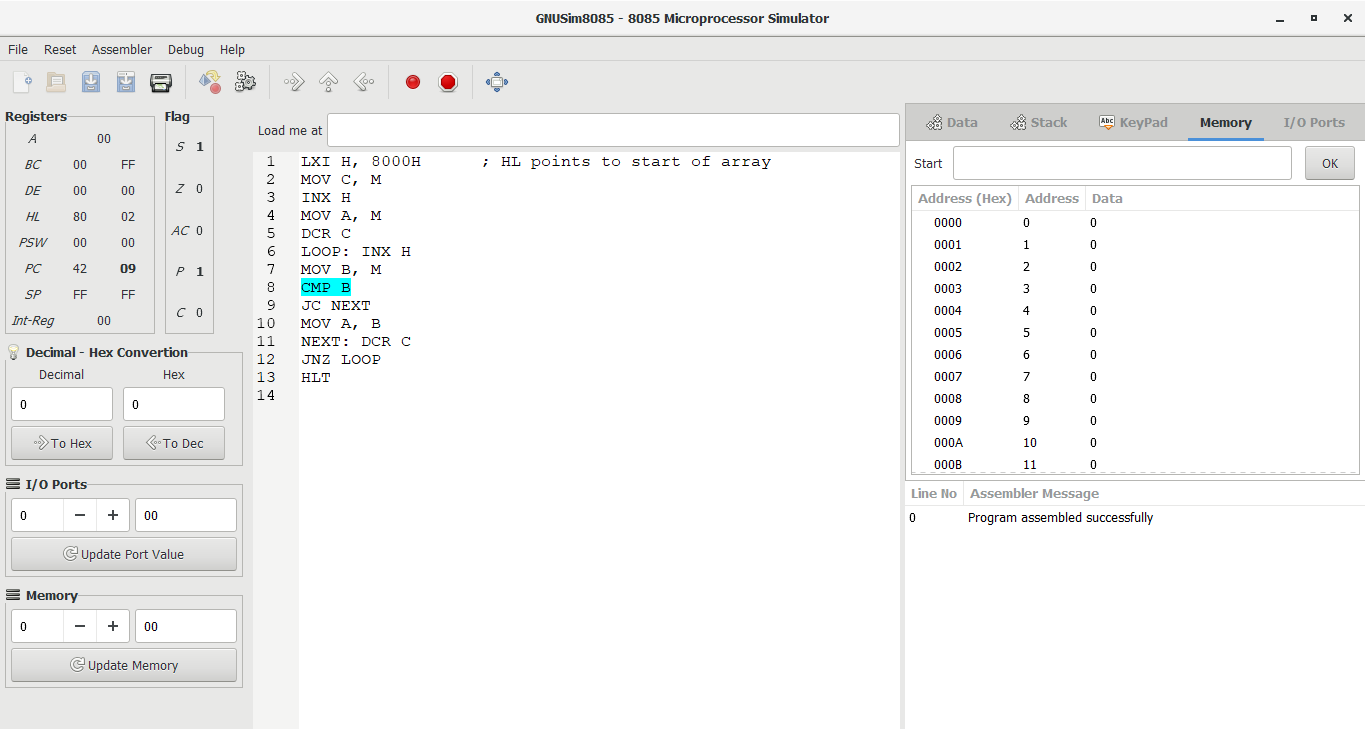 GNUSim8085 - 8085 Microprocessor Simulator
File Reset Assembler Debug Help
Registers
A 00
BC 00 FF
DE 00 00
HL 80 02
PSW 00 00
PC 42 09
SP FF FF
Int-Reg 00
Flag
S 1
Z 0
AC 0
P 1
C 0
Decimal - Hex Convertion
Decimal Hex
0 0
To Hex To Dec
I/O Ports
0 − + 00
Update Port Value
Memory
0 − + 00
Update Memory
Load me at
1 LXI H, 8000H ; HL points to start of array
2 MOV C, M
3 INX H
4 MOV A, M
5 DCR C
6 LOOP: INX H
7 MOV B, M
8 CMP B
9 JC NEXT
10 MOV A, B
11 NEXT: DCR C
12 JNZ LOOP
13 HLT
14
Data Stack Abc KeyPad Memory I/O Ports
Start OK
Address (Hex) Address Data
0000 0 0
0001 1 0
0002 2 0
0003 3 0
0004 4 0
0005 5 0
0006 6 0
0007 7 0
0008 8 0
0009 9 0
000A 10 0
000B 11 0
Line No Assembler Message
0 Program assembled successfully